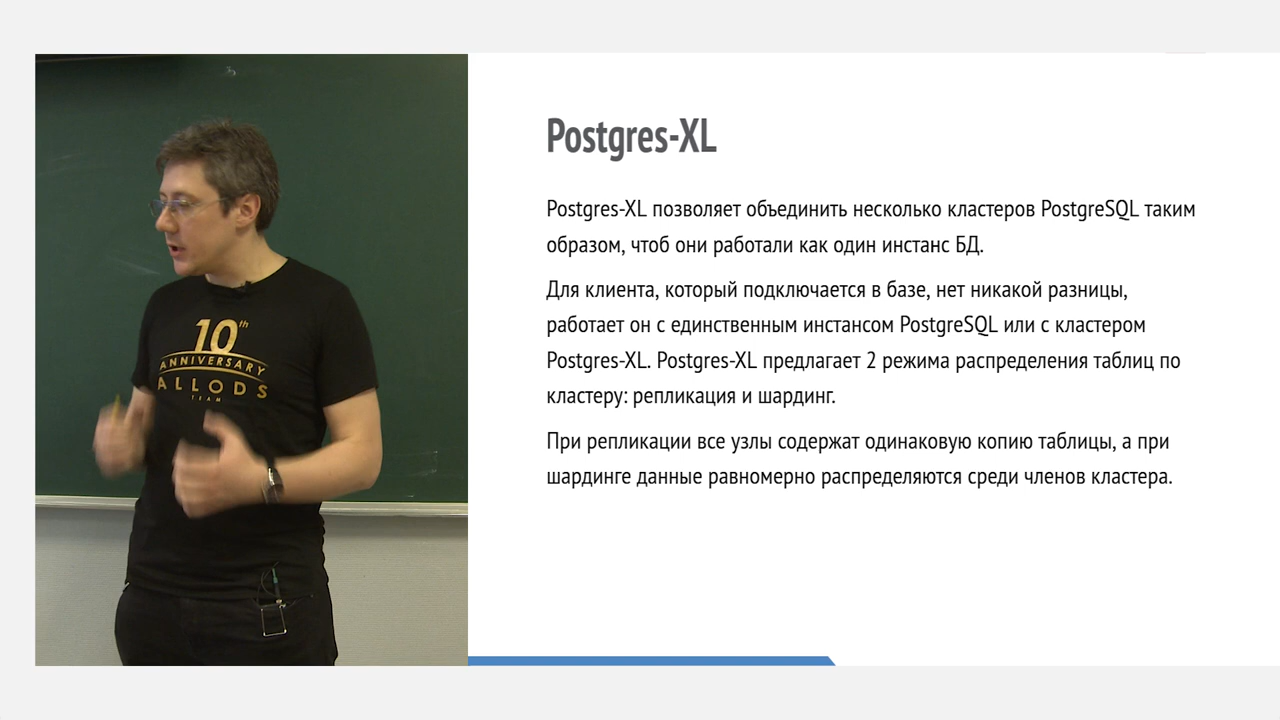 Postgres-XL
Postgres-XL позволяет объединить несколько кластеров PostgreSQL таким
образом, чтоб они работали как один инстанс БД.
Для клиента, который подключается в базе, нет никакой разницы,
работает он с единственным инстансом PostgreSQL или с кластером
Postgres-XL. Postgres-XL предлагает 2 режима распределения таблиц по
кластеру: репликация и шардинг.
При репликации все узлы содержат одинаковую копию таблицы, а при
шардинге данные равномерно распределяются среди членов кластера.
10th
ANNIVERSARY
ALLODS
TEAM